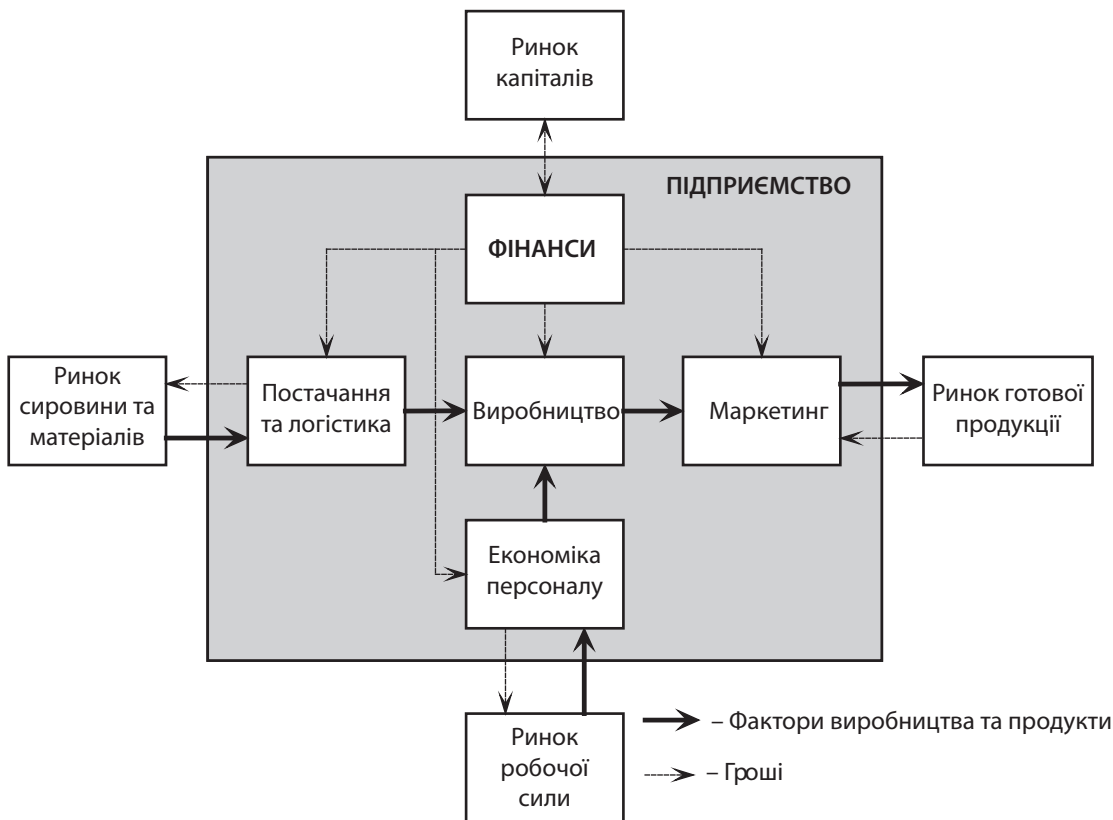 Ринок
капіталів
ПІДПРИЄМСТВО
ФІНАНСИ
Ринок
сировини та
матеріалів
Постачання
та логістика
Виробництво
Маркетинг
Ринок готової
продукції
Економіка
персоналу
Ринок
робочої
сили
– Фактори виробництва та продукти
– Гроші